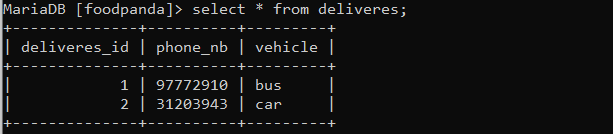 MariaDB [foodpanda]> select * from deliveres;
+--------------+----------+---------+
| deliveres_id | phone_nb | vehicle |
+--------------+----------+---------+
|            1 | 97772910 | bus     |
|            2 | 31203943 | car     |
+--------------+----------+---------+